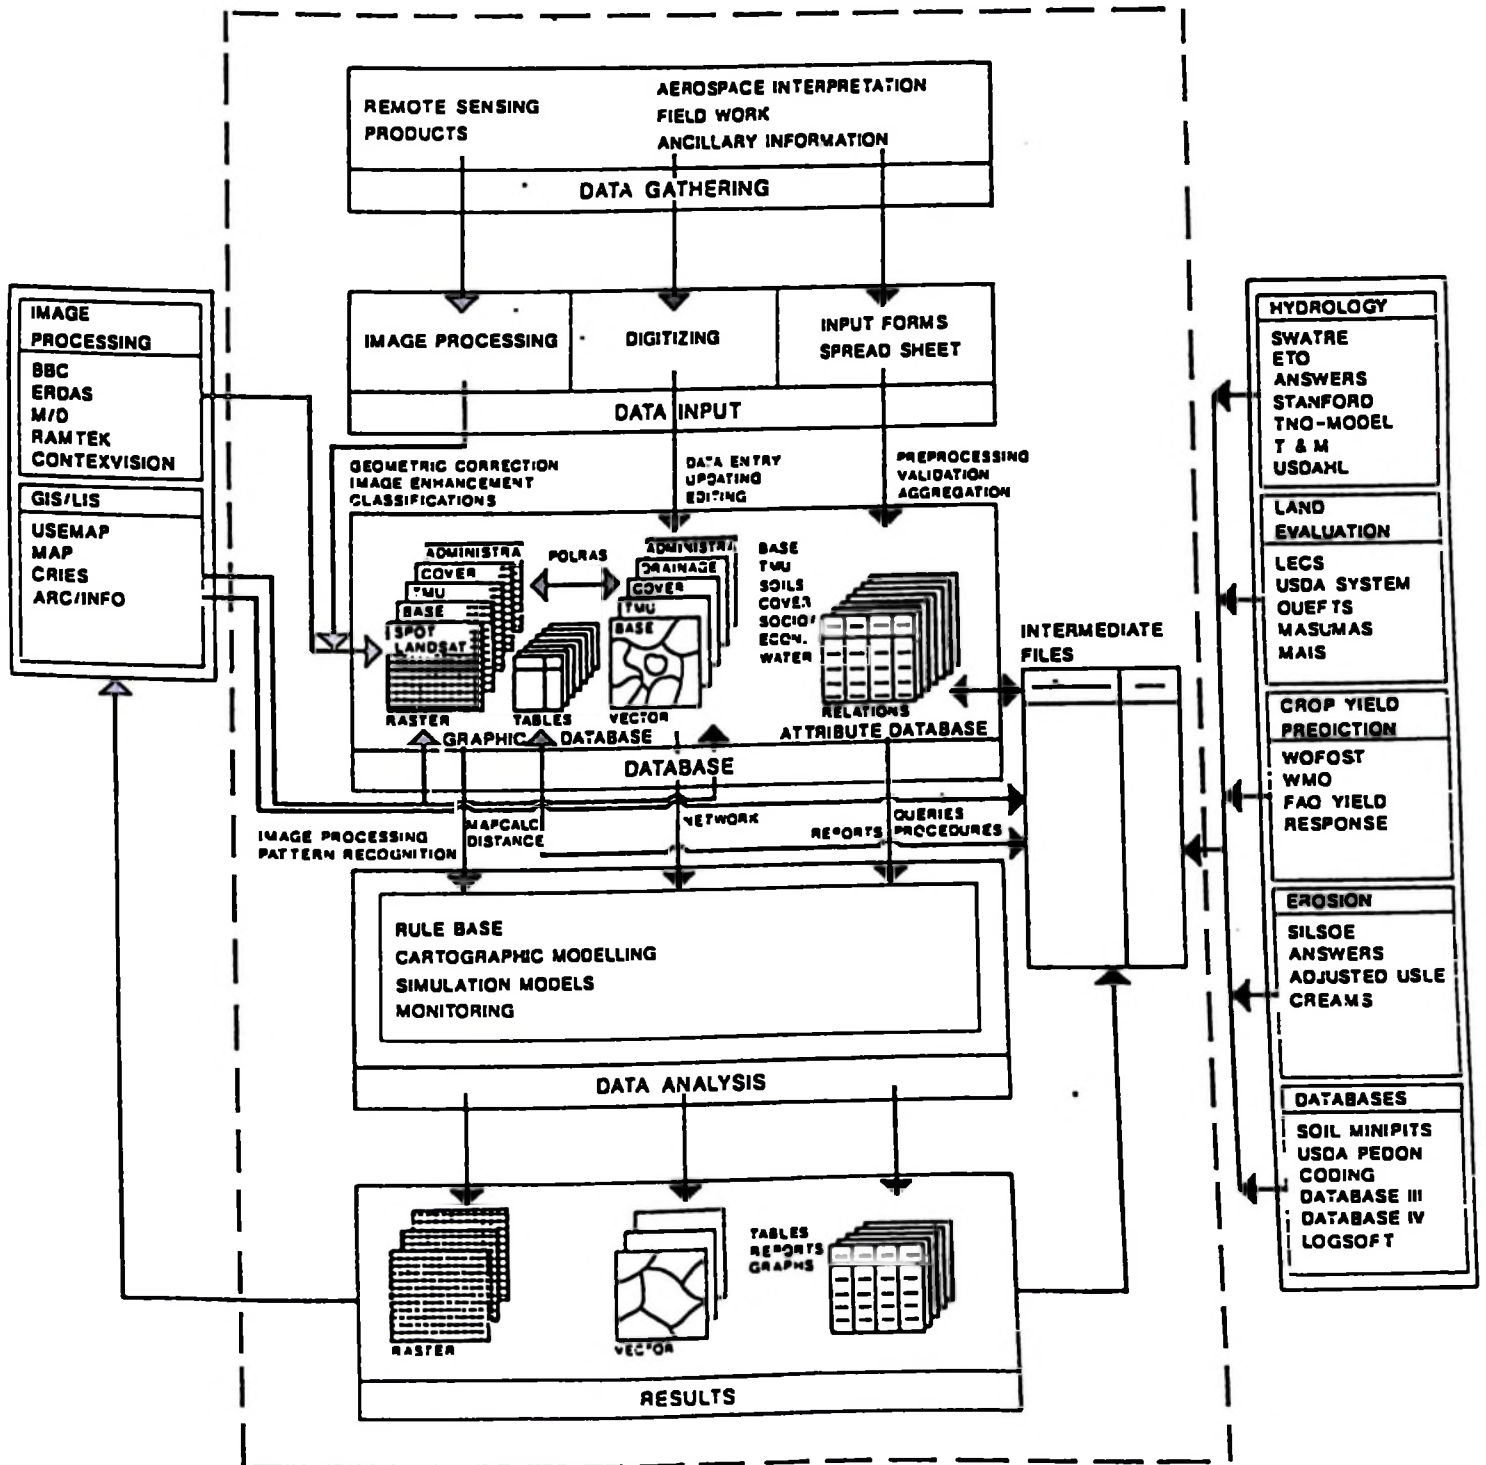 REMOTE SENSING
PRODUCTS
AEROSPACE INTERPRETATION
FIELD WORK
ANCILLARY INFORMATION
DATA GATHERING
IMAGE PROCESSING
DIGITIZING
INPUT FORMS
SPREAD SHEET
DATA INPUT
GEOMETRIC CORRECTION
IMAGE ENHANCEMENT
CLASSIFICATIONS
DATA ENTRY
UPDATING
EDITING
PREPROCESSING
VALIDATION
AGGREGATION
ADMINISTRA
COVER
TMU
BASE
SPOT
LANDSAT
RASTER
POLRAS
TABLES
ADMINISTRA
DRAINAGE
COVER
TMU
BASE
VECTOR
GRAPHIC DATABASE
BASE
TMU
SOILS
COVER
SOCIO/
ECON.
WATER
RELATIONS
ATTRIBUTE DATABASE
DATABASE
IMAGE PROCESSING
PATTERN RECOGNITION
MAPCALC
DISTANCE
NETWORK
REPORTS
QUERIES
PROCEDURES
RULE BASE
CARTOGRAPHIC MODELLING
SIMULATION MODELS
MONITORING
DATA ANALYSIS
RASTER
VECTOR
TABLES
REPORTS
GRAPHS
RESULTS
IMAGE
PROCESSING
BBC
ERDAS
M/D
RAMTEK
CONTEXVISION
GIS/LIS
USEMAP
MAP
CRIES
ARC/INFO
INTERMEDIATE
FILES
HYDROLOGY
SWATRE
ETO
ANSWERS
STANFORD
TNO-MODEL
T & M
USDAHL
LAND
EVALUATION
LECS
USDA SYSTEM
QUEFTS
MASUMAS
MAIS
CROP YIELD
PREDICTION
WOFOST
WMO
FAO YIELD
RESPONSE
EROSION
SILSOE
ANSWERS
ADJUSTED USLE
CREAMS
DATABASES
SOIL MINIPITS
USDA PEDON
CODING
DATABASE III
DATABASE IV
LOGSOFT